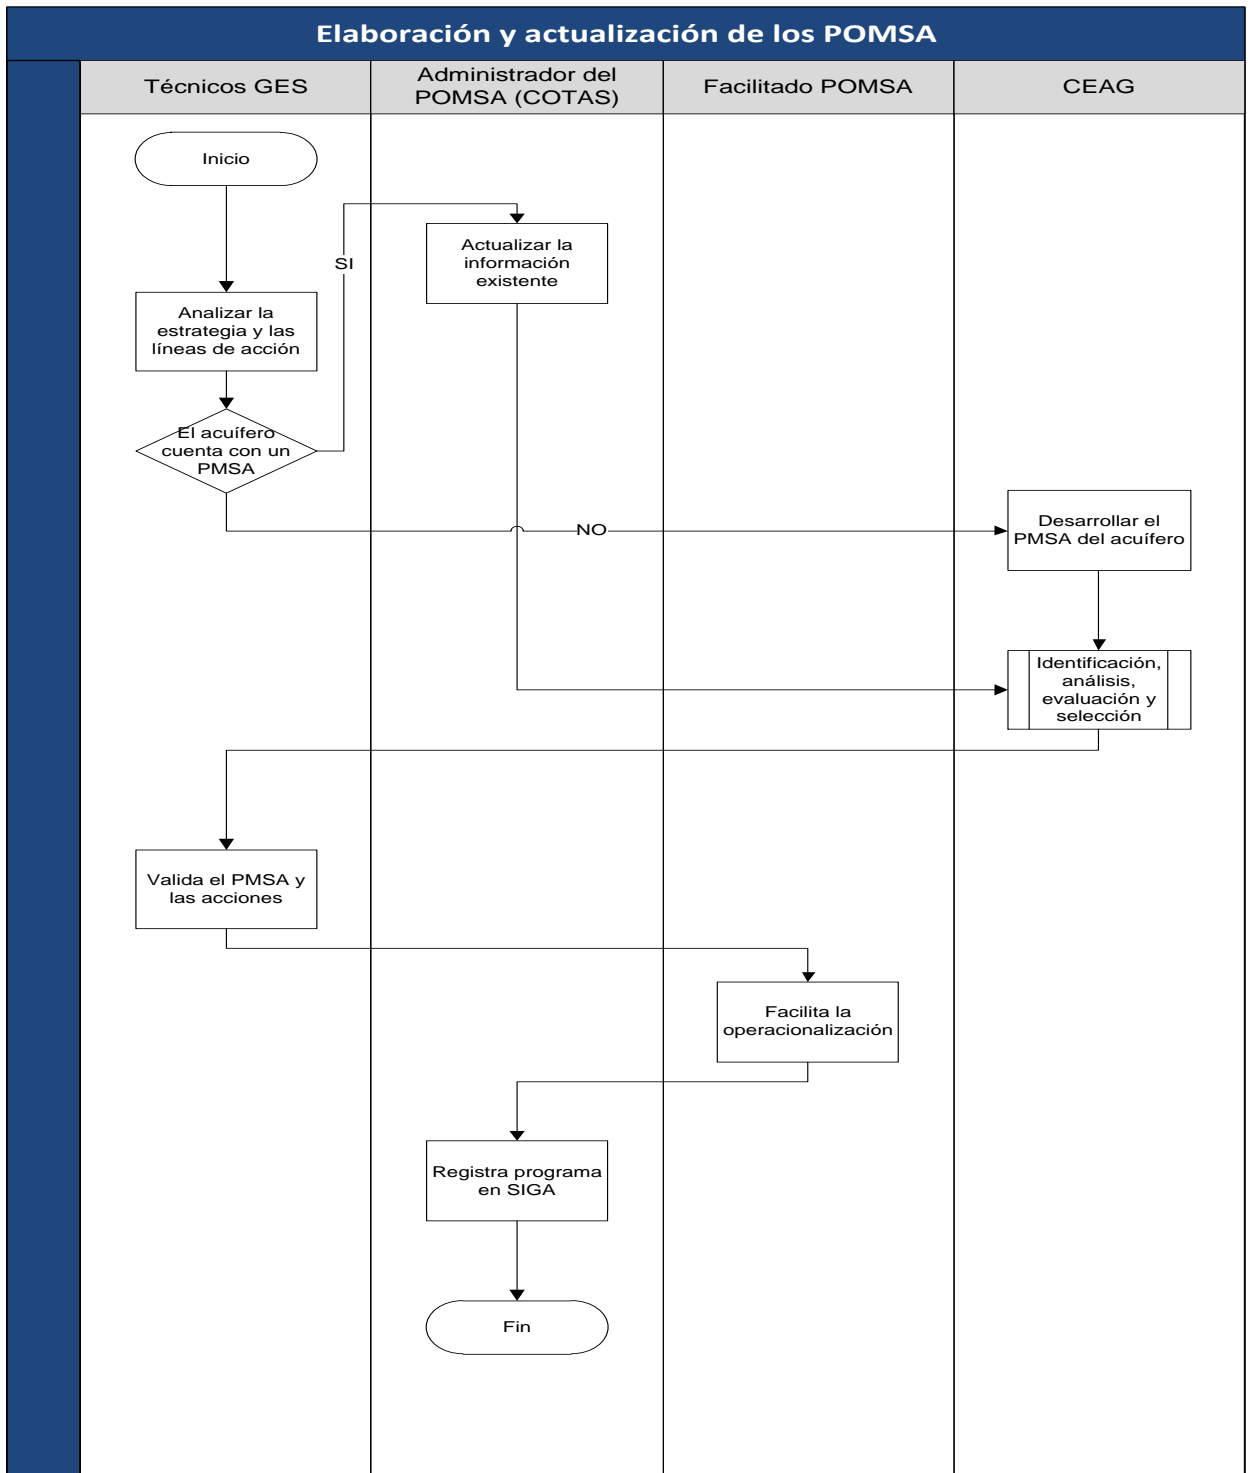 Elaboración y actualización de los POMSA
Técnicos GES
Administrador del
POMSA (COTAS)
Facilitado POMSA
CEAG
Inicio
Actualizar la
información
existente
SI
Analizar la
estrategia y las
líneas de acción
El acuífero
cuenta con un
PMSA
NO
Desarrollar el
PMSA del acuífero
Identificación,
análisis,
evaluación y
selección
Valida el PMSA y
las acciones
Facilita la
operacionalización
Registra programa
en SIGA
Fin